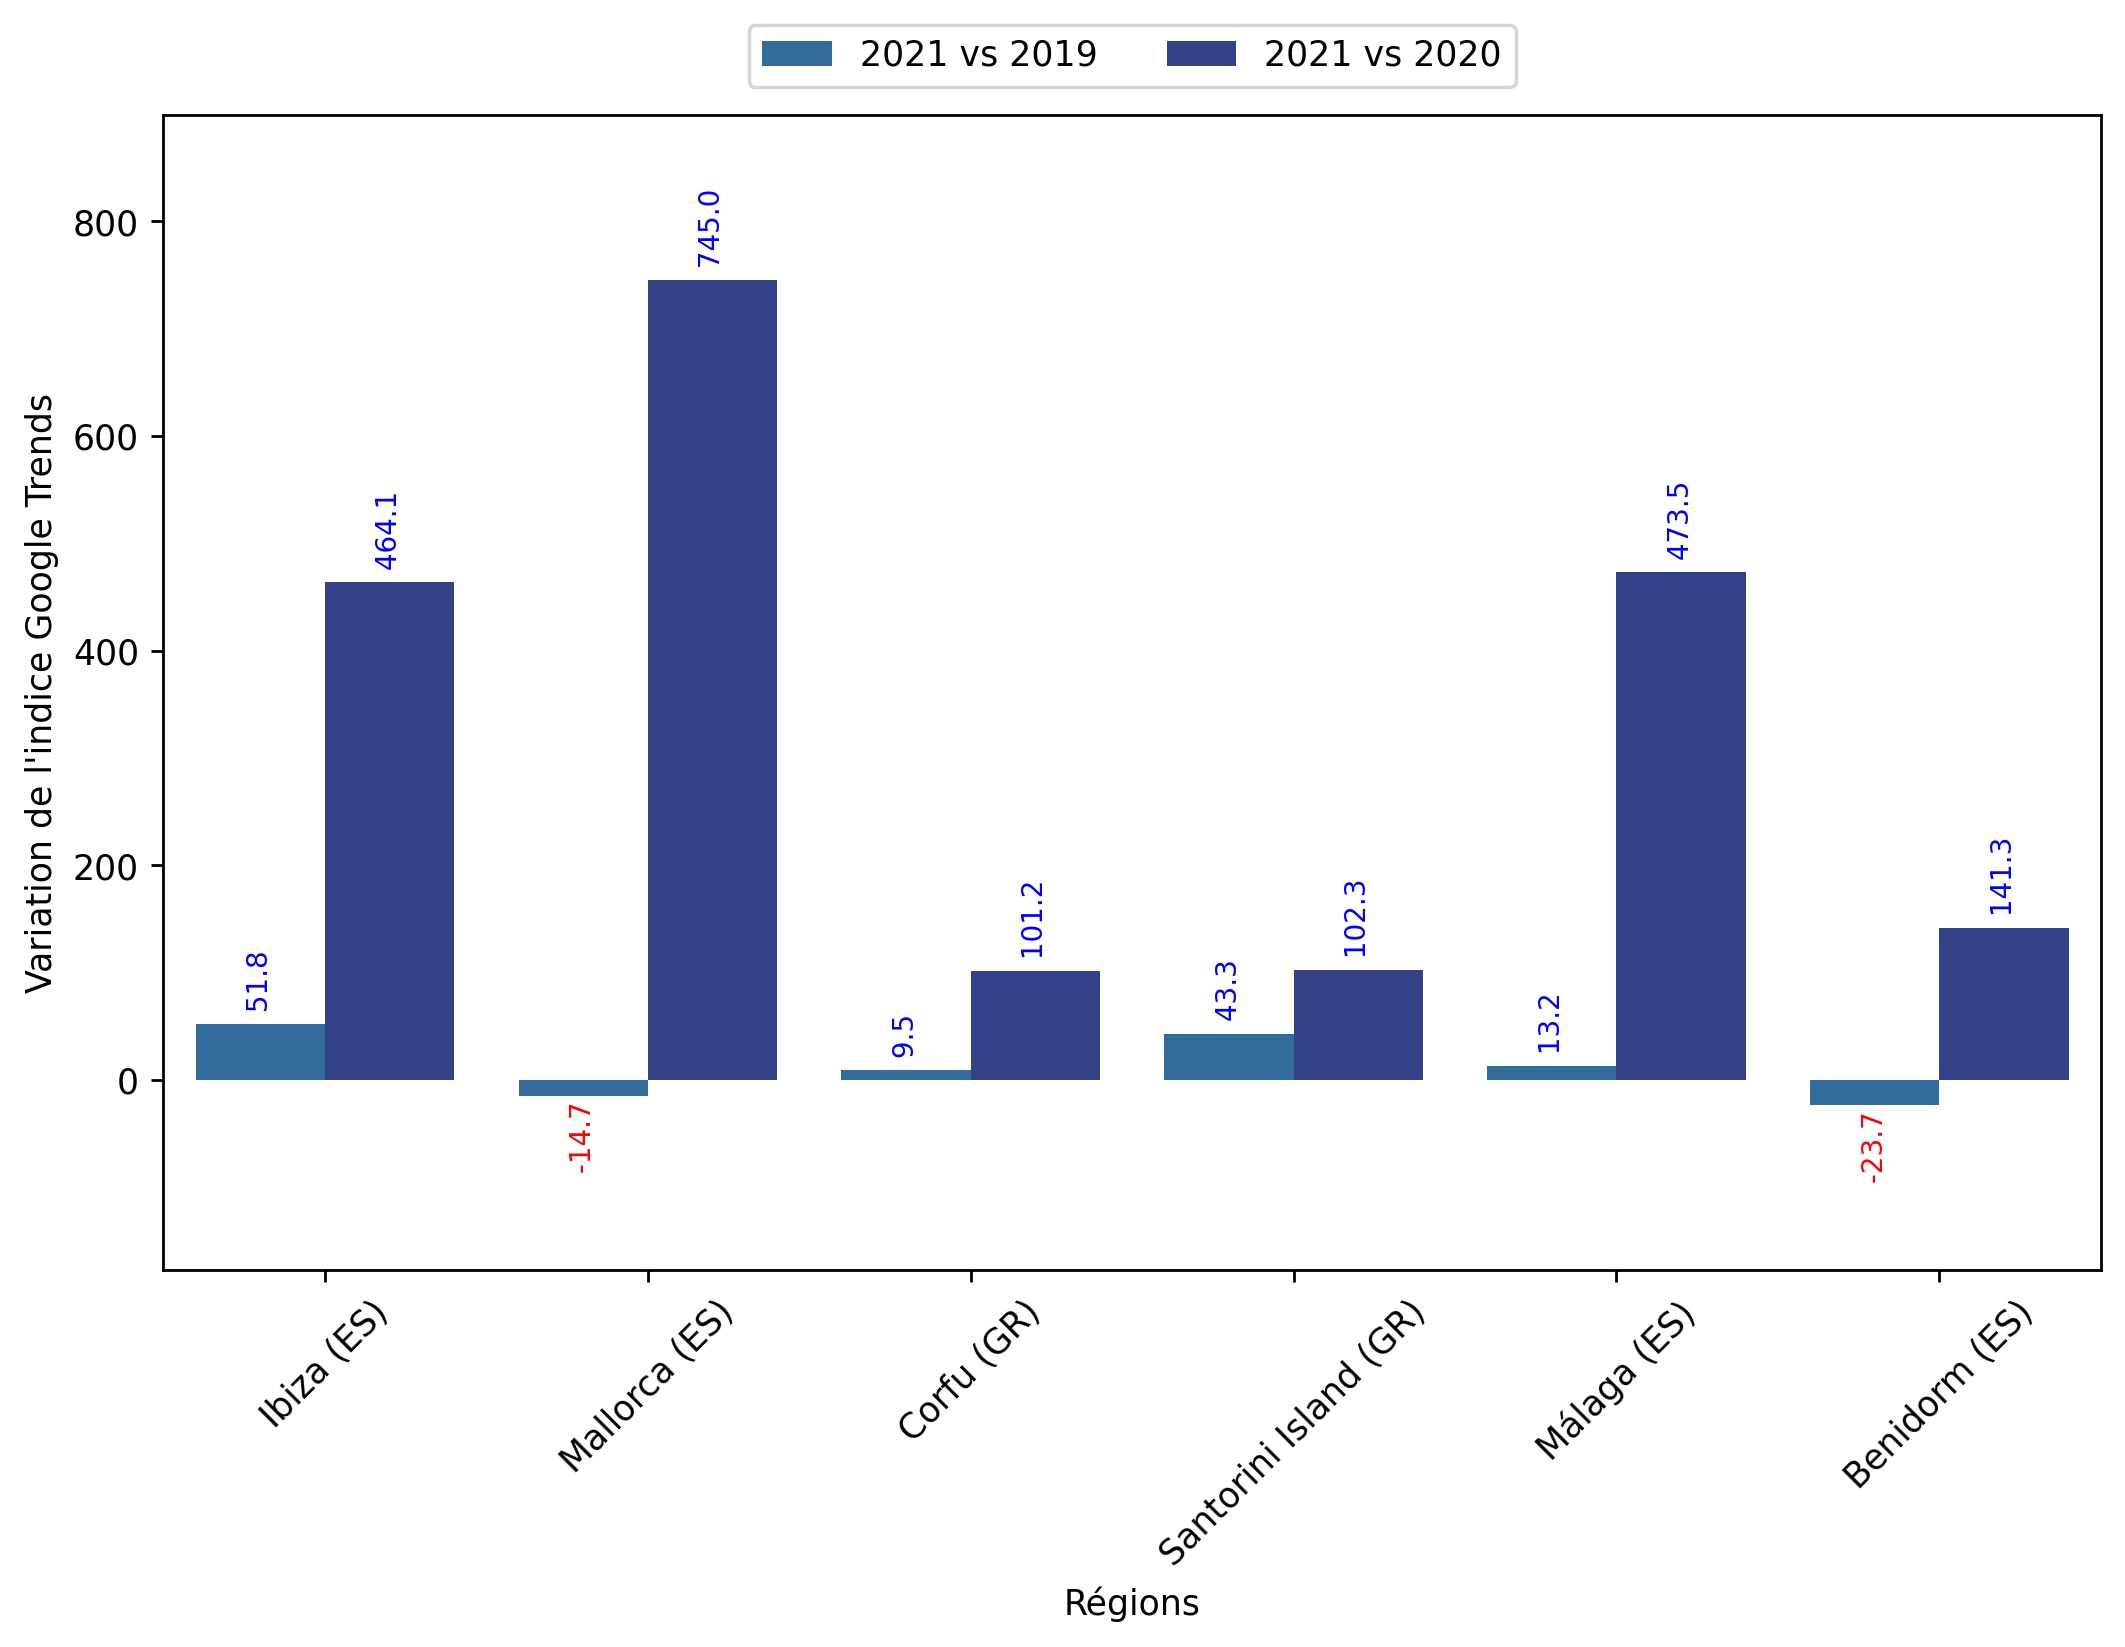 2021 vs 2019
2021 vs 2020
Variation de l'indice Google Trends
800
600
400
200
0
51.8
464.1
-14.7
745.0
9.5
101.2
43.3
102.3
13.2
473.5
-23.7
141.3
Ibiza (ES)
Mallorca (ES)
Corfu (GR)
Santorini Island (GR)
Málaga (ES)
Benidorm (ES)
Régions